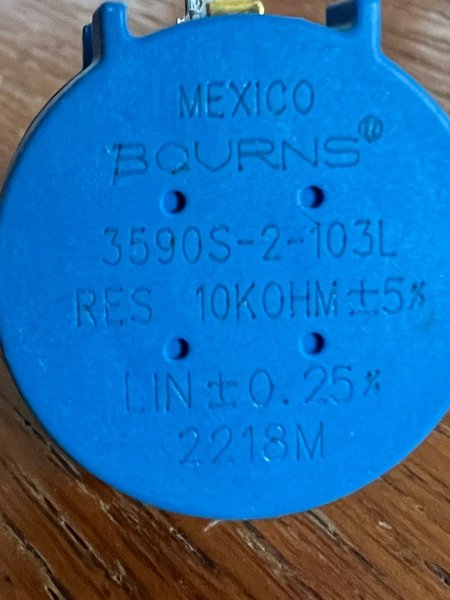 MEXICO
BOURNS®
3590S-2-103L
RES 10KOHM ±5%
LIN ±0.25%
2218M